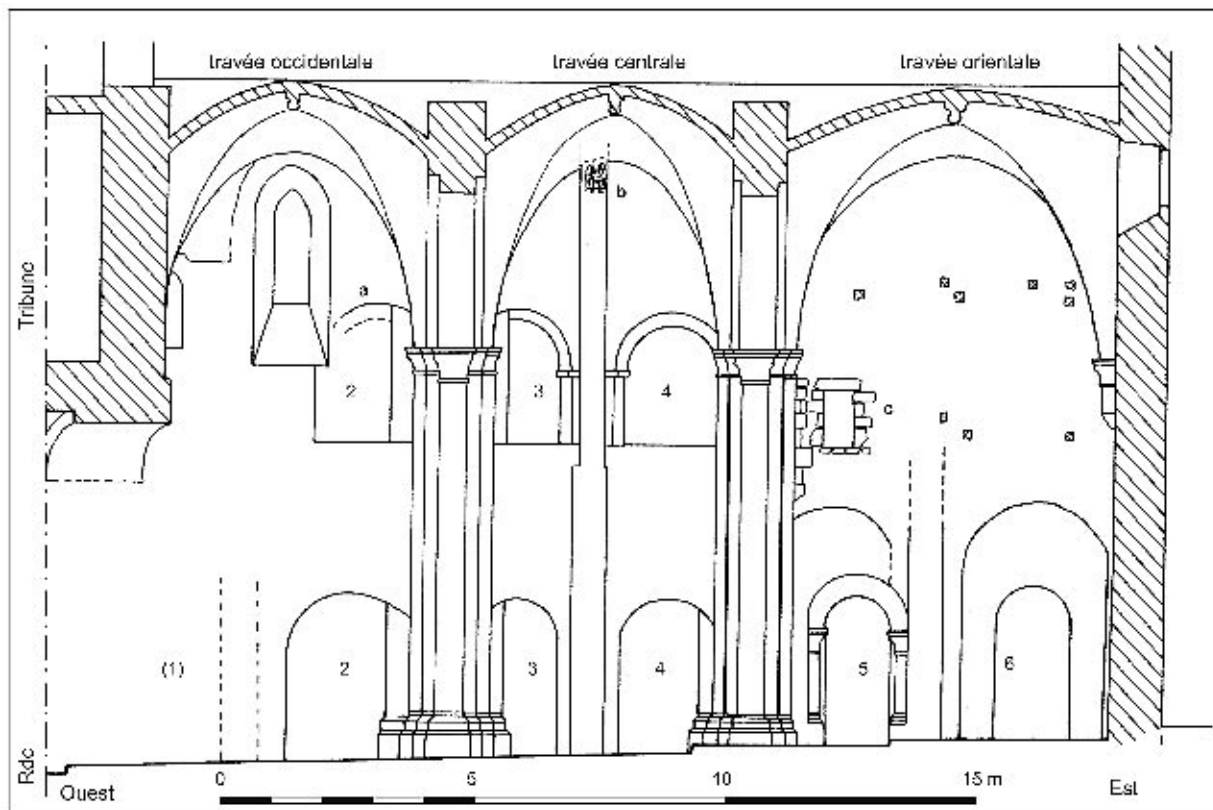 travée occidentale travée centrale travée orientale
b
Tribune
a
2 3 4 c
(1) 2 3 4 5 6
Rdc
0 5 10 15 m
Ouest Est